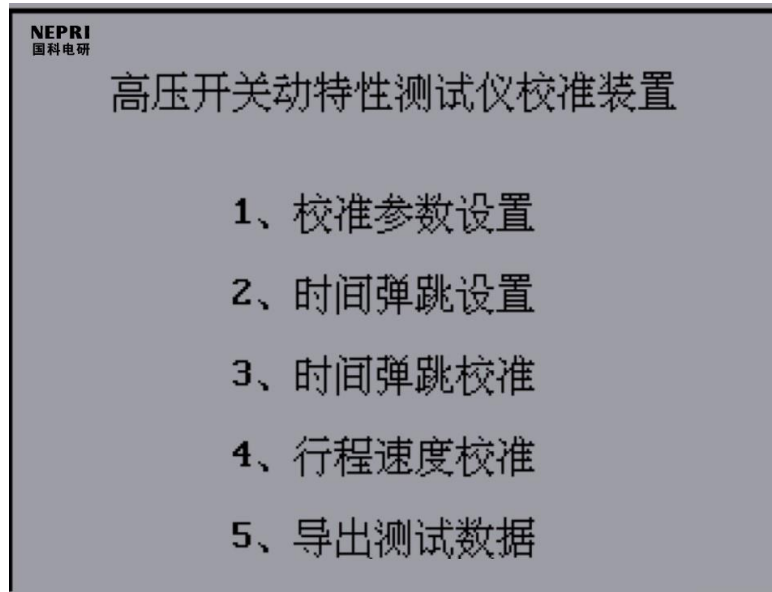 NEPRI
国科电研
高压开关动特性测试仪校准装置
1、校准参数设置
2、时间弹跳设置
3、时间弹跳校准
4、行程速度校准
5、导出测试数据